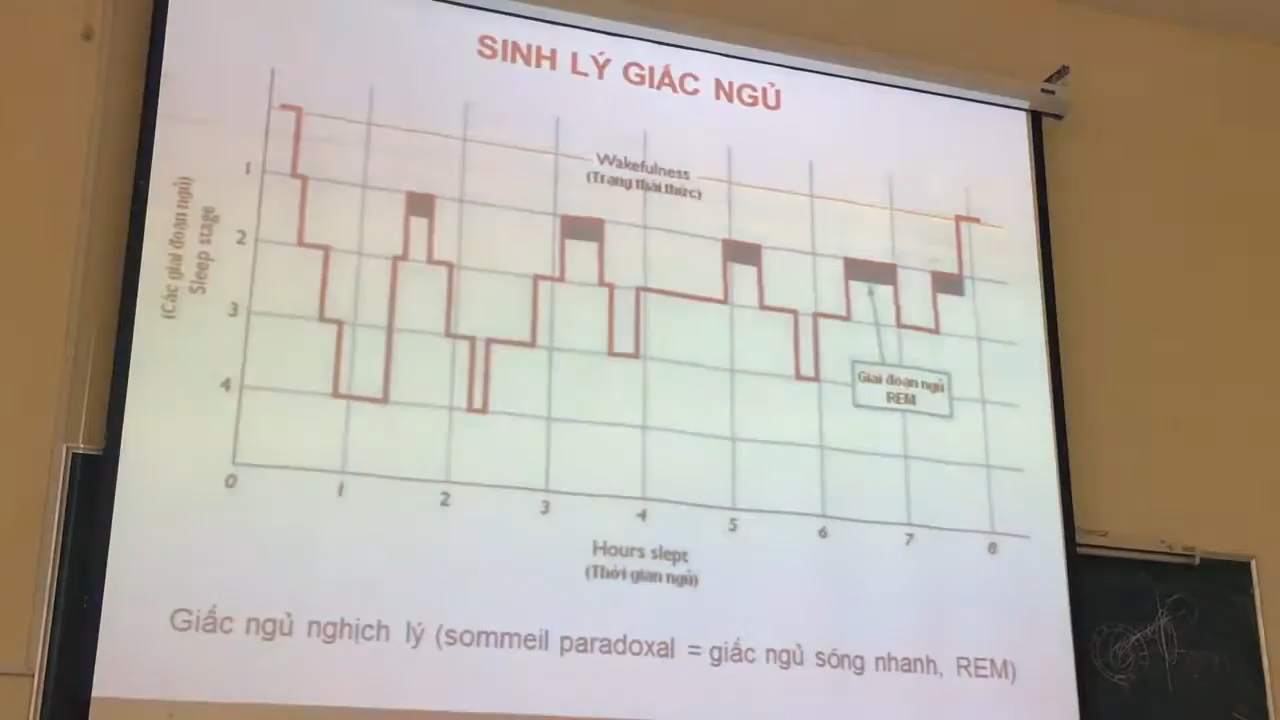 SINH LÝ GIẤC NGỦ
Wakefulness
(Trạng thái thức)
(Các giai đoạn ngủ)
Sleep stage
1
2
3
4
Giai đoạn ngủ
REM
0
1
2
3
4
5
6
7
8
Hours slept
(Thời gian ngủ)
Giấc ngủ nghịch lý (sommeil paradoxal = giấc ngủ sóng nhanh, REM)